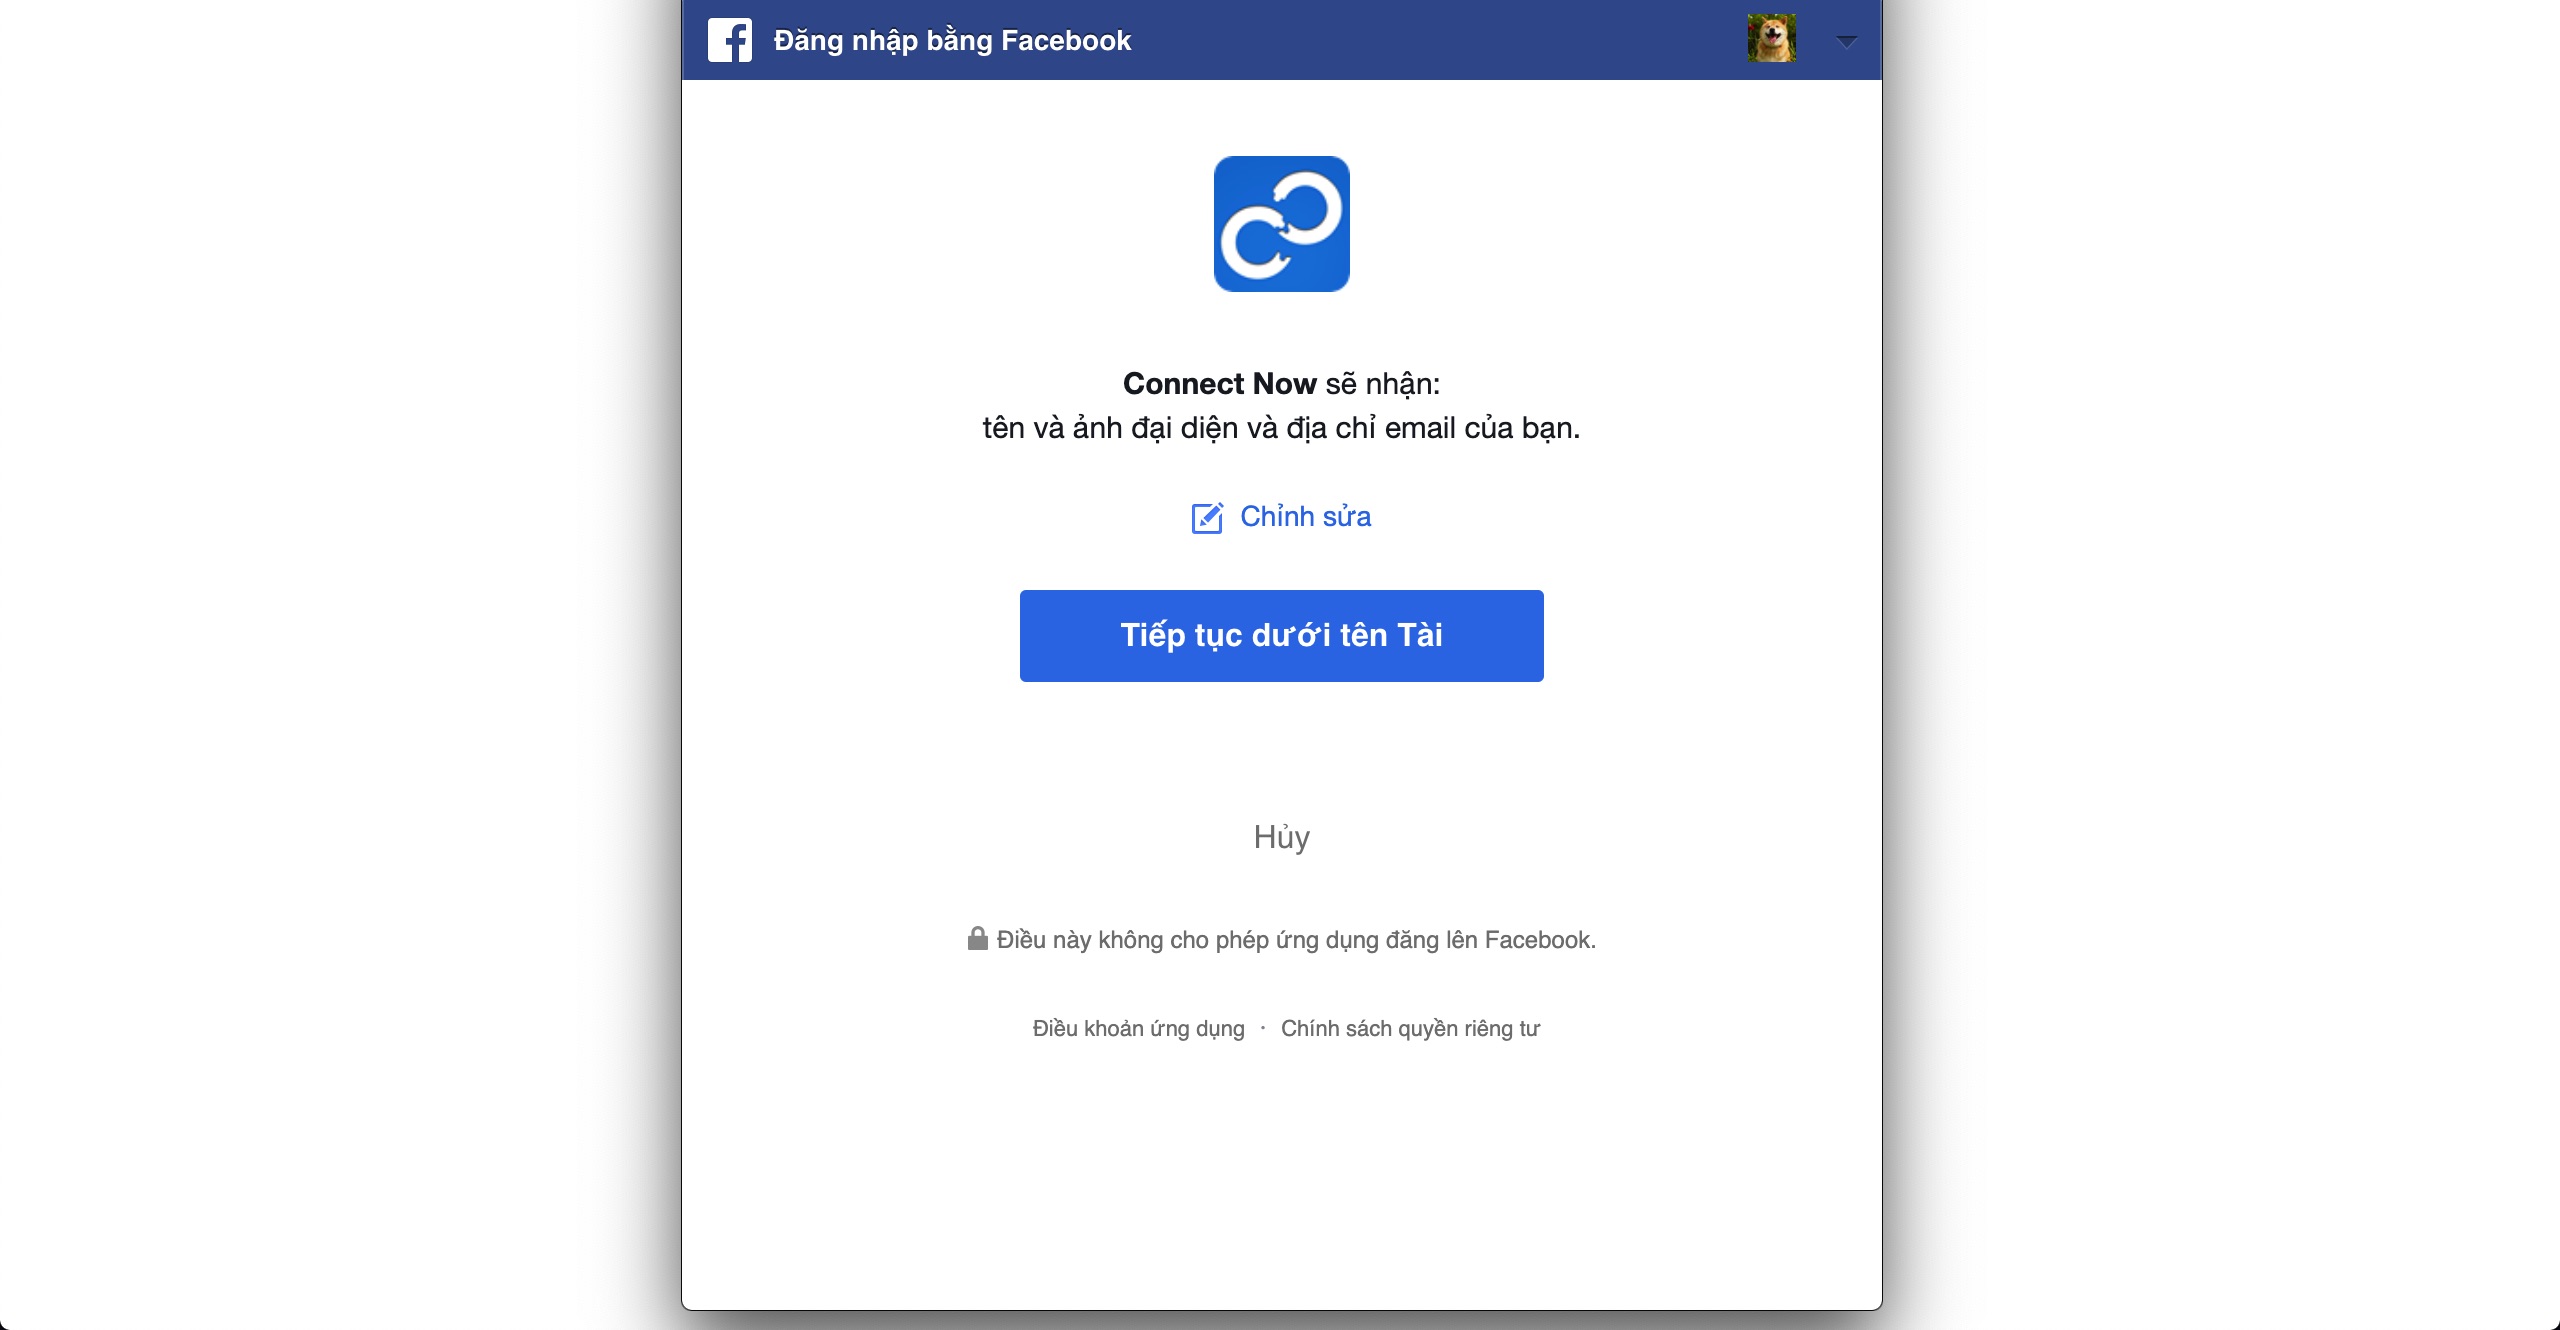 Đăng nhập bằng Facebook
Connect Now sẽ nhận:
tên và ảnh đại diện và địa chỉ email của bạn.
Chỉnh sửa
Tiếp tục dưới tên Tài
Hủy
Điều này không cho phép ứng dụng đăng lên Facebook.
Điều khoản ứng dụng · Chính sách quyền riêng tư